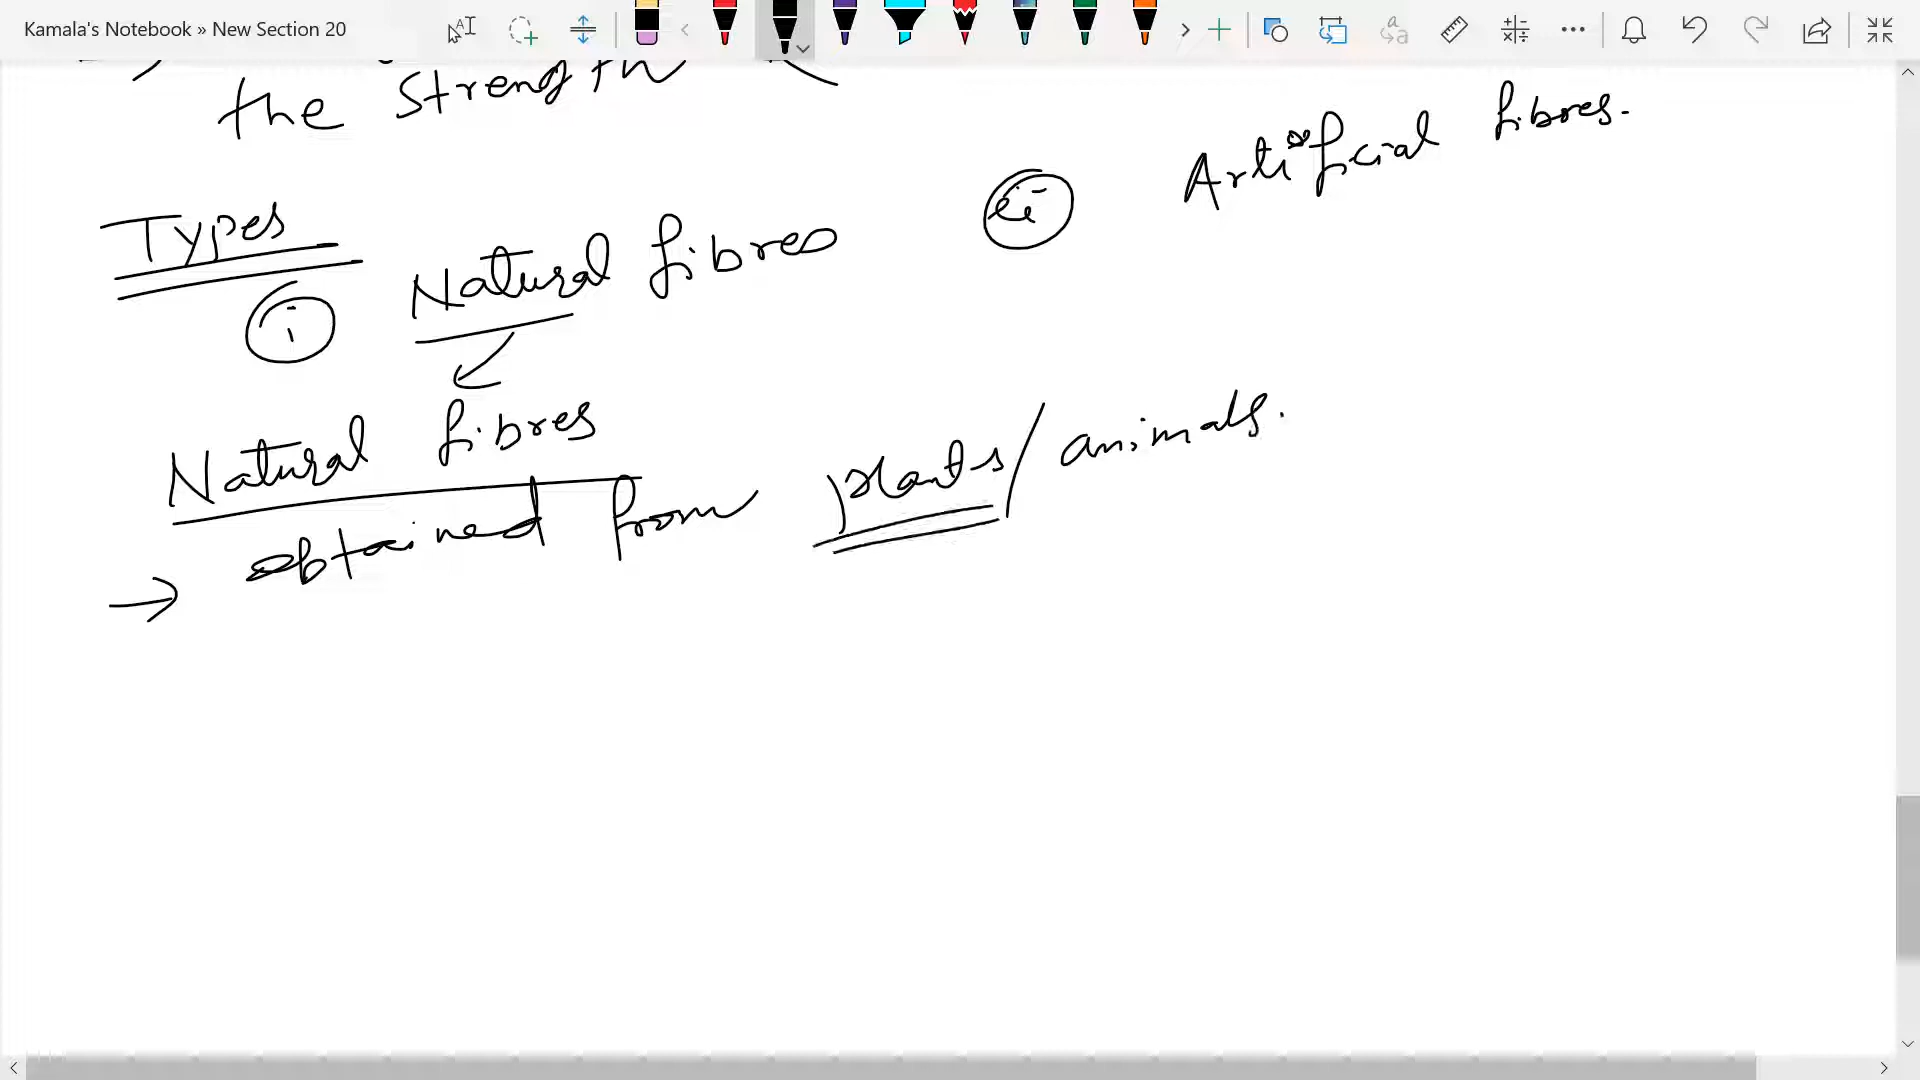 Kamala's Notebook » New Section 20
the strength
Types
i Natural fibres
ii Artificial fibres.
Natural fibres
→ obtained from plants/animals.